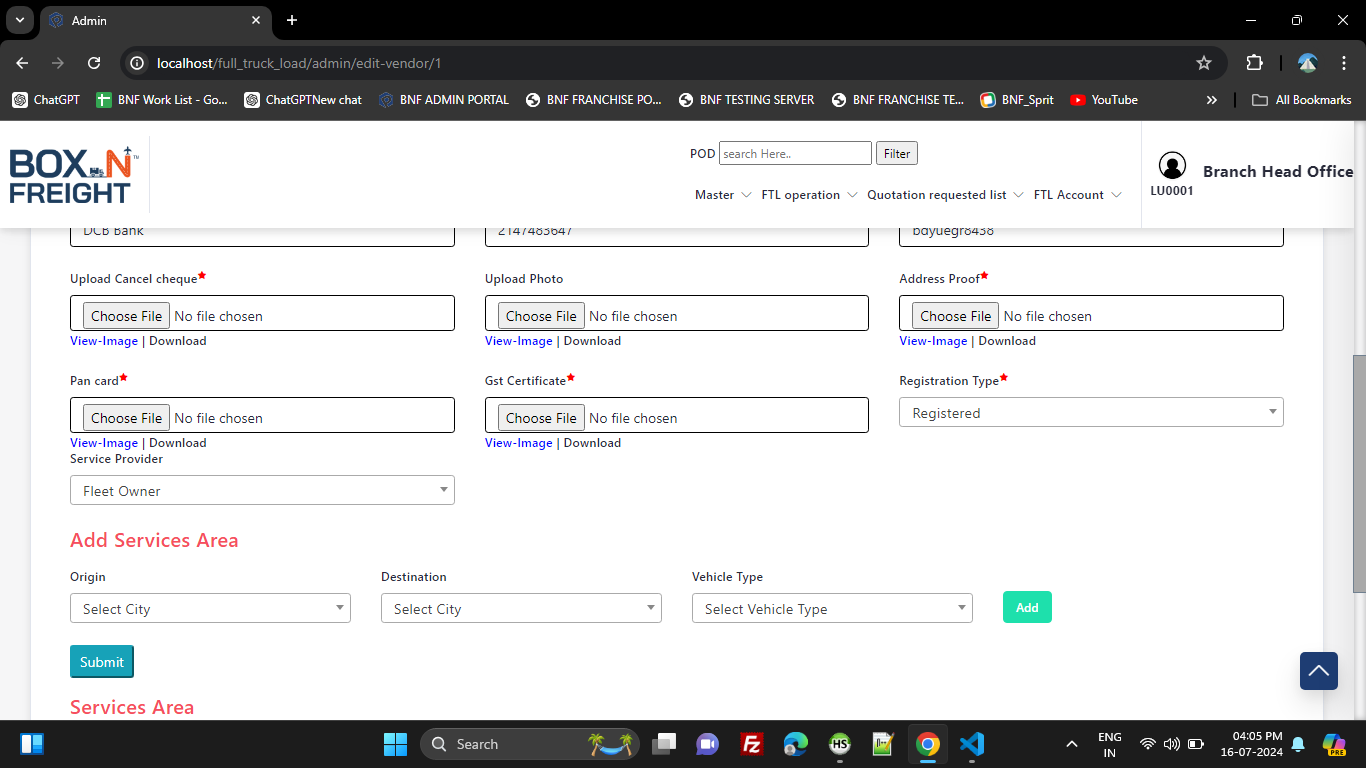 Admin
localhost/full_truck_load/admin/edit-vendor/1
ChatGPT BNF Work List - Go... ChatGPTNew chat BNF ADMIN PORTAL BNF FRANCHISE PO... BNF TESTING SERVER BNF FRANCHISE TE... BNF_Sprit YouTube » All Bookmarks
BOX N FREIGHT TM
POD search Here.. Filter
Master FTL operation Quotation requested list FTL Account
LU0001 Branch Head Office
DCB Bank 2147483647 bdyuegr8438
Upload Cancel cheque* Upload Photo Address Proof*
Choose File No file chosen Choose File No file chosen Choose File No file chosen
View-Image | Download View-Image | Download View-Image | Download
Pan card* Gst Certificate* Registration Type*
Choose File No file chosen Choose File No file chosen Registered
View-Image | Download View-Image | Download
Service Provider
Fleet Owner
Add Services Area
Origin Destination Vehicle Type
Select City Select City Select Vehicle Type Add
Submit
Services Area
Search HS ENG 04:05 PM
IN 16-07-2024 PRE